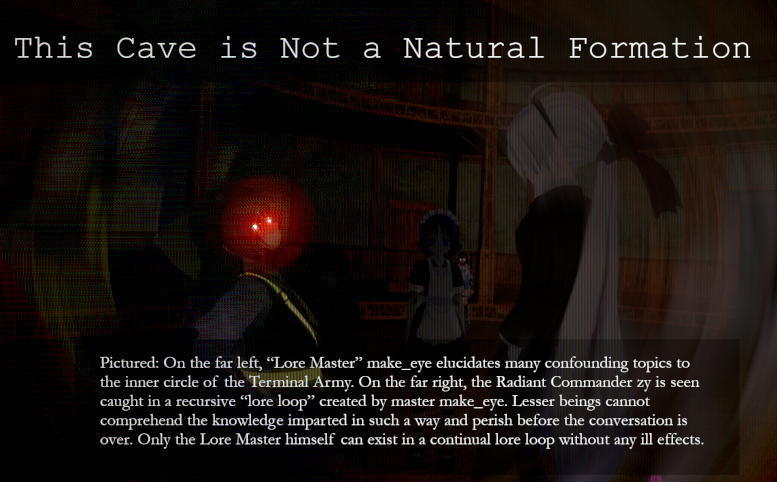 This Cave is Not a Natural Formation
Pictured: On the far left, “Lore Master” make_eye elucidates many confounding topics to
the inner circle of the Terminal Army. On the far right, the Radiant Commander zy is seen
caught in a recursive “lore loop” created by master make_eye. Lesser beings cannot
comprehend the knowledge imparted in such a way and perish before the conversation is
over. Only the Lore Master himself can exist in a continual lore loop without any ill effects.